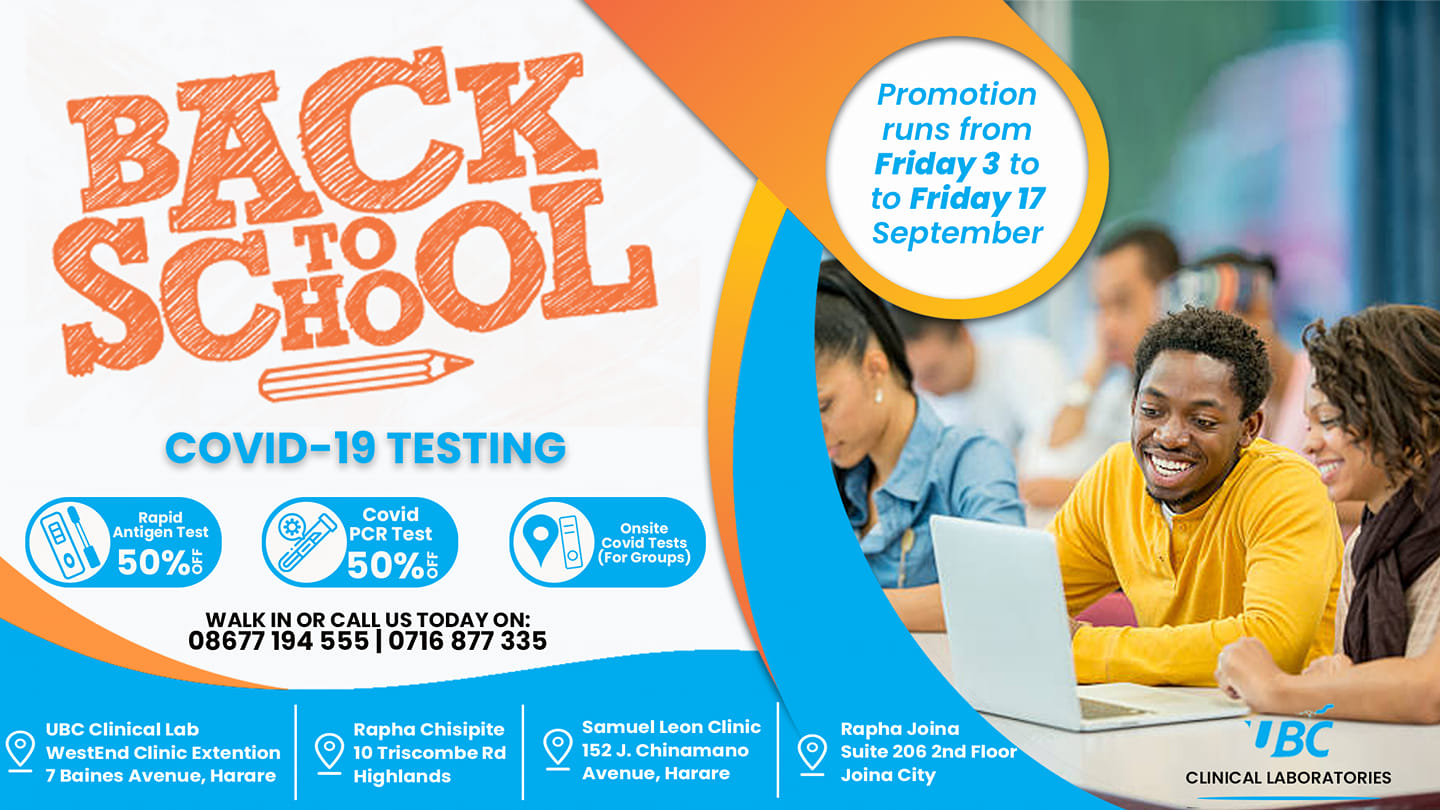 BACK
TO
SCHOOL
COVID-19 TESTING
Rapid
Antigen Test
50% OFF
Covid
PCR Test
50% OFF
Onsite
Covid Tests
(For Groups)
WALK IN OR CALL US TODAY ON:
08677 194 555 | 0716 877 335
Promotion
runs from
Friday 3 to
to Friday 17
September
UBC Clinical Lab
WestEnd Clinic Extention
7 Baines Avenue, Harare
Rapha Chisipite
10 Triscombe Rd
Highlands
Samuel Leon Clinic
152 J. Chinamano
Avenue, Harare
Rapha Joina
Suite 206 2nd Floor
Joina City
UBC
CLINICAL LABORATORIES